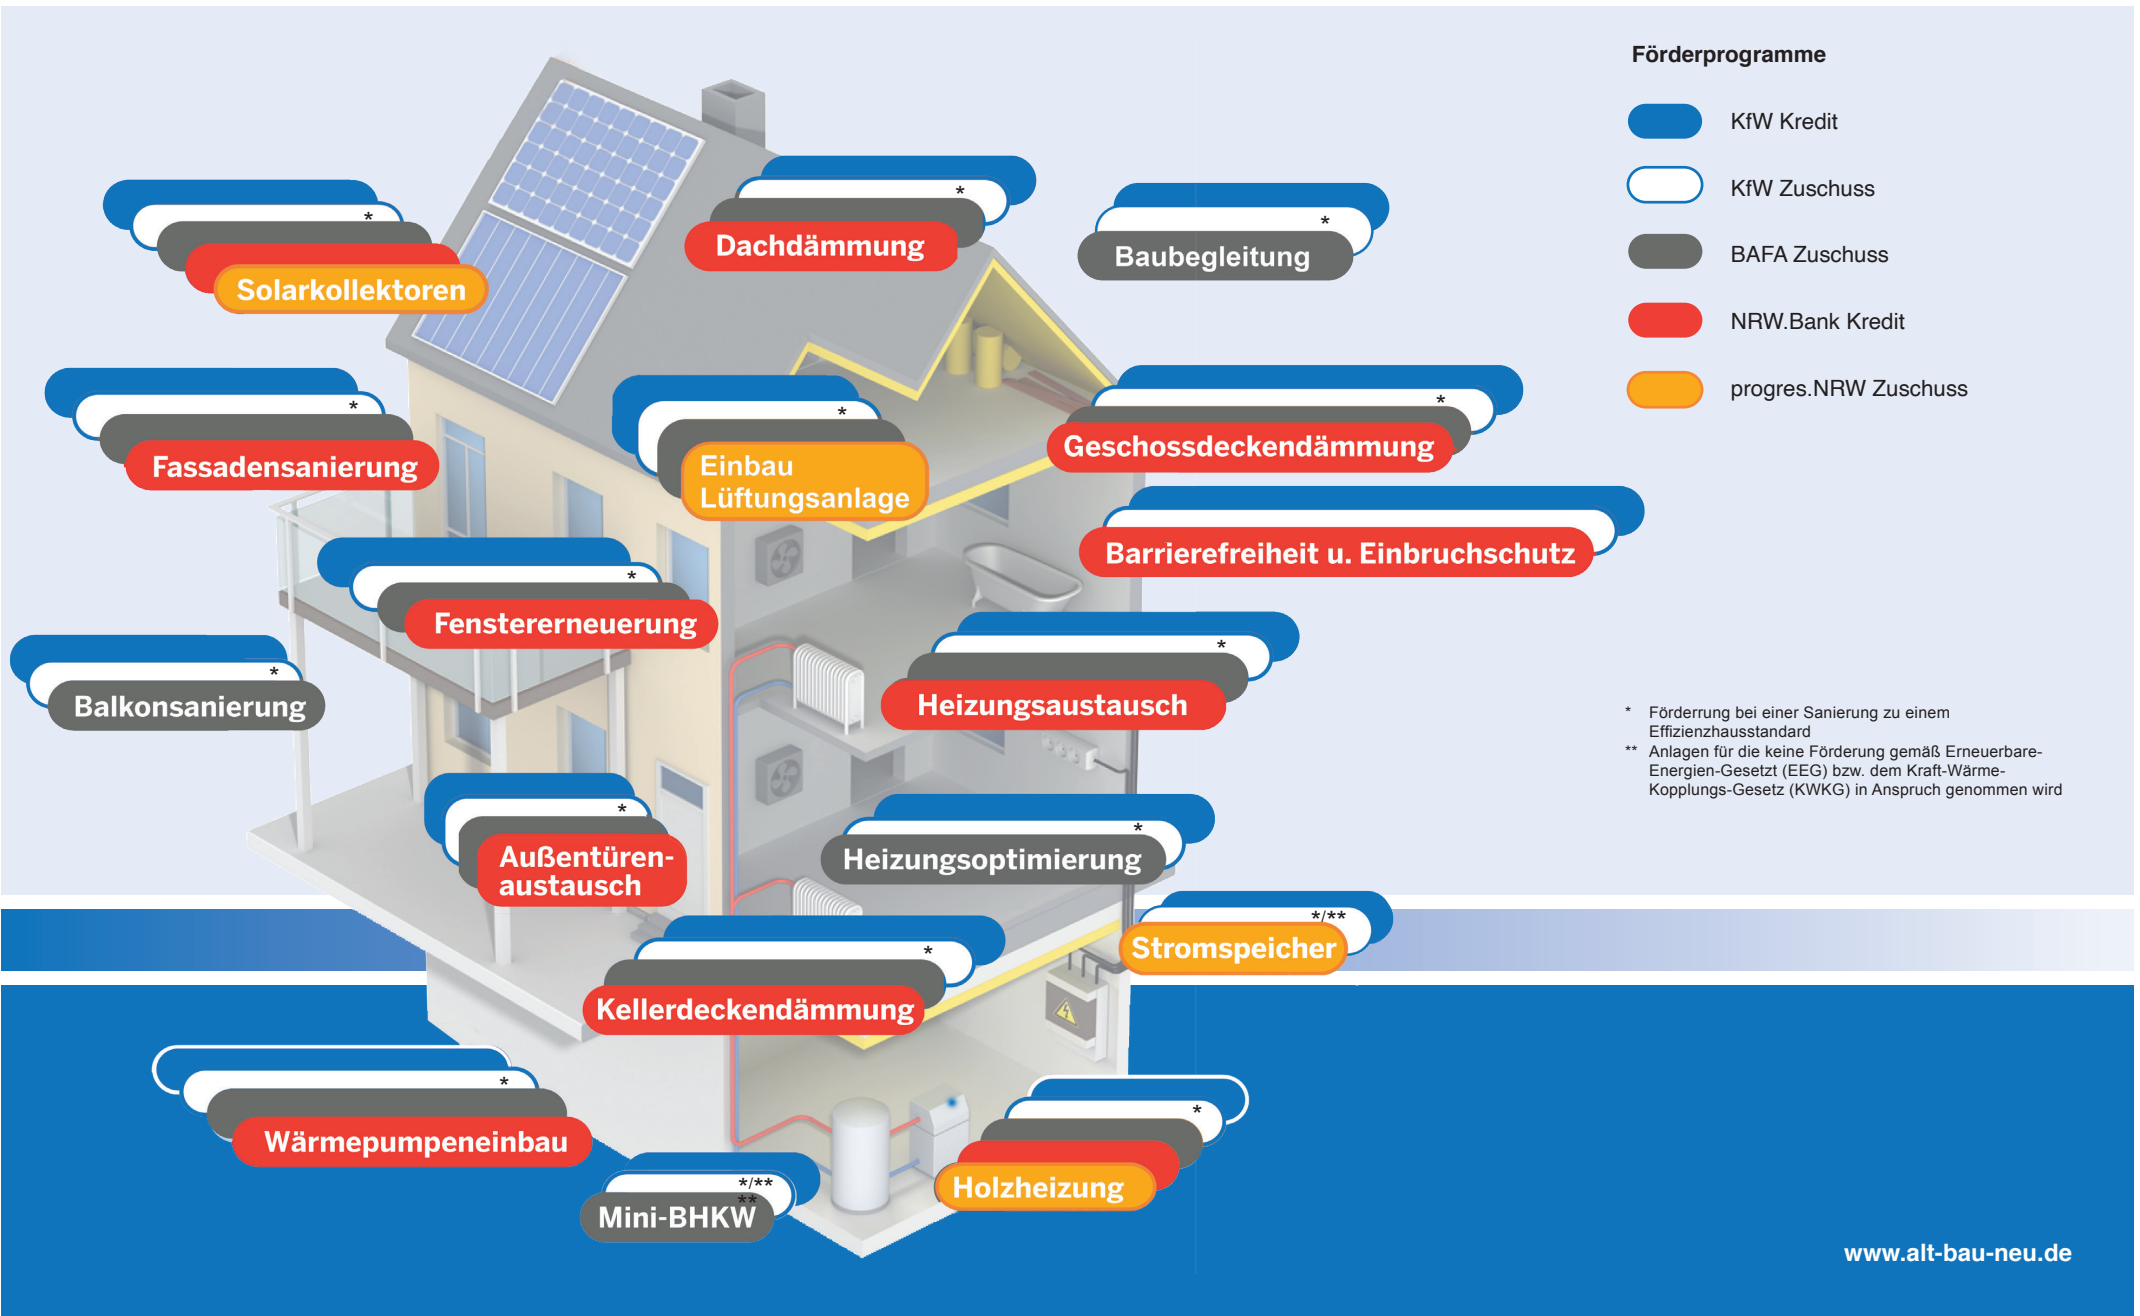 Förderprogramme
KfW Kredit
KfW Zuschuss
BAFA Zuschuss
NRW.Bank Kredit
progres.NRW Zuschuss
*
Solarkollektoren
*
Dachdämmung
*
Baubegleitung
*
Fassadensanierung
*
Einbau
Lüftungsanlage
*
Geschossdeckendämmung
Barrierefreiheit u. Einbruchschutz
*
Fenstererneuerung
*
Balkonsanierung
*
Heizungsaustausch
*
Außentüren-
austausch
*
Heizungsoptimierung
*/**
Stromspeicher
*
Kellerdeckendämmung
*
Wärmepumpeneinbau
*/**
**
Mini-BHKW
*
Holzheizung
* Förderrung bei einer Sanierung zu einem
Effizienzhausstandard
** Anlagen für die keine Förderung gemäß Erneuerbare-
Energien-Gesetzt (EEG) bzw. dem Kraft-Wärme-
Kopplungs-Gesetz (KWKG) in Anspruch genommen wird
www.alt-bau-neu.de